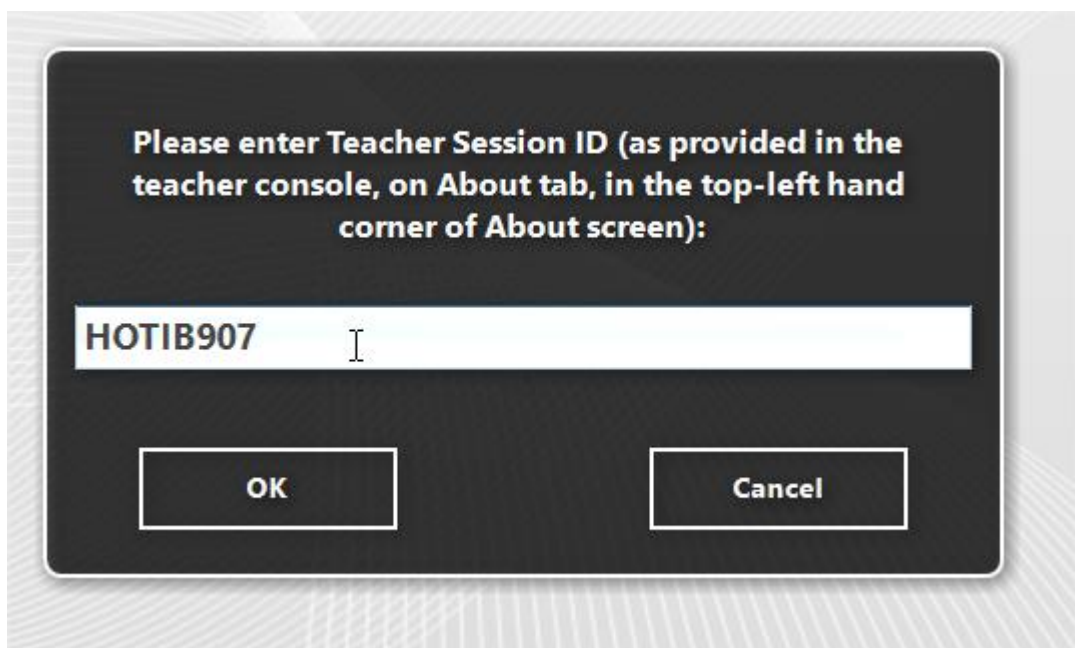 Please enter Teacher Session ID (as provided in the
teacher console, on About tab, in the top-left hand
corner of About screen):
HOTIB907
OK
Cancel